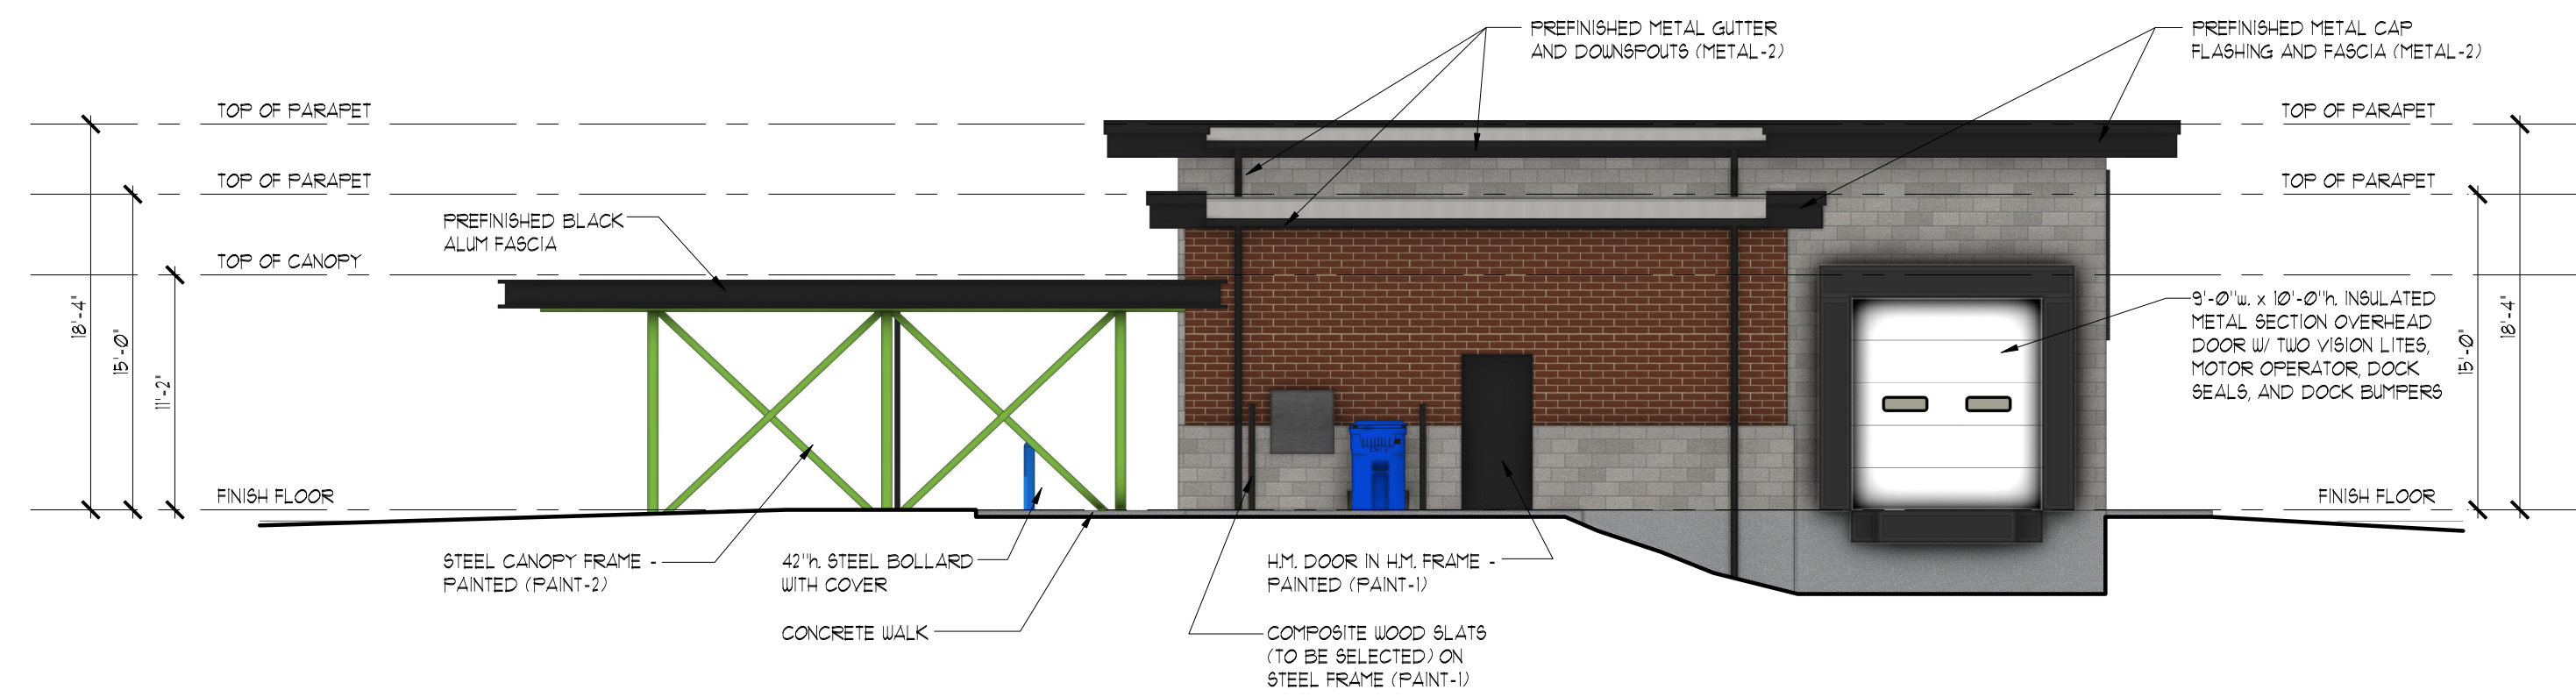 PREFINISHED METAL GUTTER
AND DOWNSPOUTS (METAL-2)
PREFINISHED METAL CAP
FLASHING AND FASCIA (METAL-2)
TOP OF PARAPET
TOP OF PARAPET
TOP OF PARAPET
TOP OF PARAPET
PREFINISHED BLACK
ALUM FASCIA
TOP OF CANOPY
18'-4"
15'-0"
11'-2"
9'-0"w. x 10'-0"h. INSULATED
METAL SECTION OVERHEAD
DOOR W/ TWO VISION LITES,
MOTOR OPERATOR, DOCK
SEALS, AND DOCK BUMPERS
15'-0"
18'-4"
FINISH FLOOR
FINISH FLOOR
STEEL CANOPY FRAME -
PAINTED (PAINT-2)
42"h. STEEL BOLLARD
WITH COVER
H.M. DOOR IN H.M. FRAME -
PAINTED (PAINT-1)
CONCRETE WALK
COMPOSITE WOOD SLATS
(TO BE SELECTED) ON
STEEL FRAME (PAINT-1)